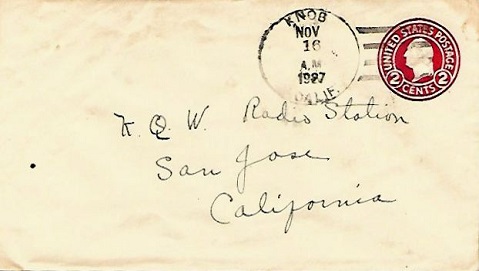 KNOB
NOV
16
A.M
1927
CALIF.
UNITED STATES POSTAGE
2 CENTS 2
K. Q. W. Radio Station
San Jose
California